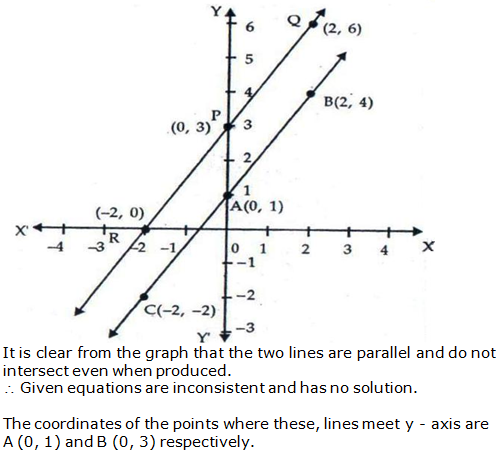 Y
6
Q
(2, 6)
5
4
B(2, 4)
P
(0, 3)
3
2
1
A(0, 1)
(–2, 0)
X' –4 –3 R –2 –1 0 1 2 3 4 X
–1
C(–2, –2)
–2
Y' –3
It is clear from the graph that the two lines are parallel and do not
intersect even when produced.
∴ Given equations are inconsistent and has no solution.
The coordinates of the points where these, lines meet y - axis are
A (0, 1) and B (0, 3) respectively.